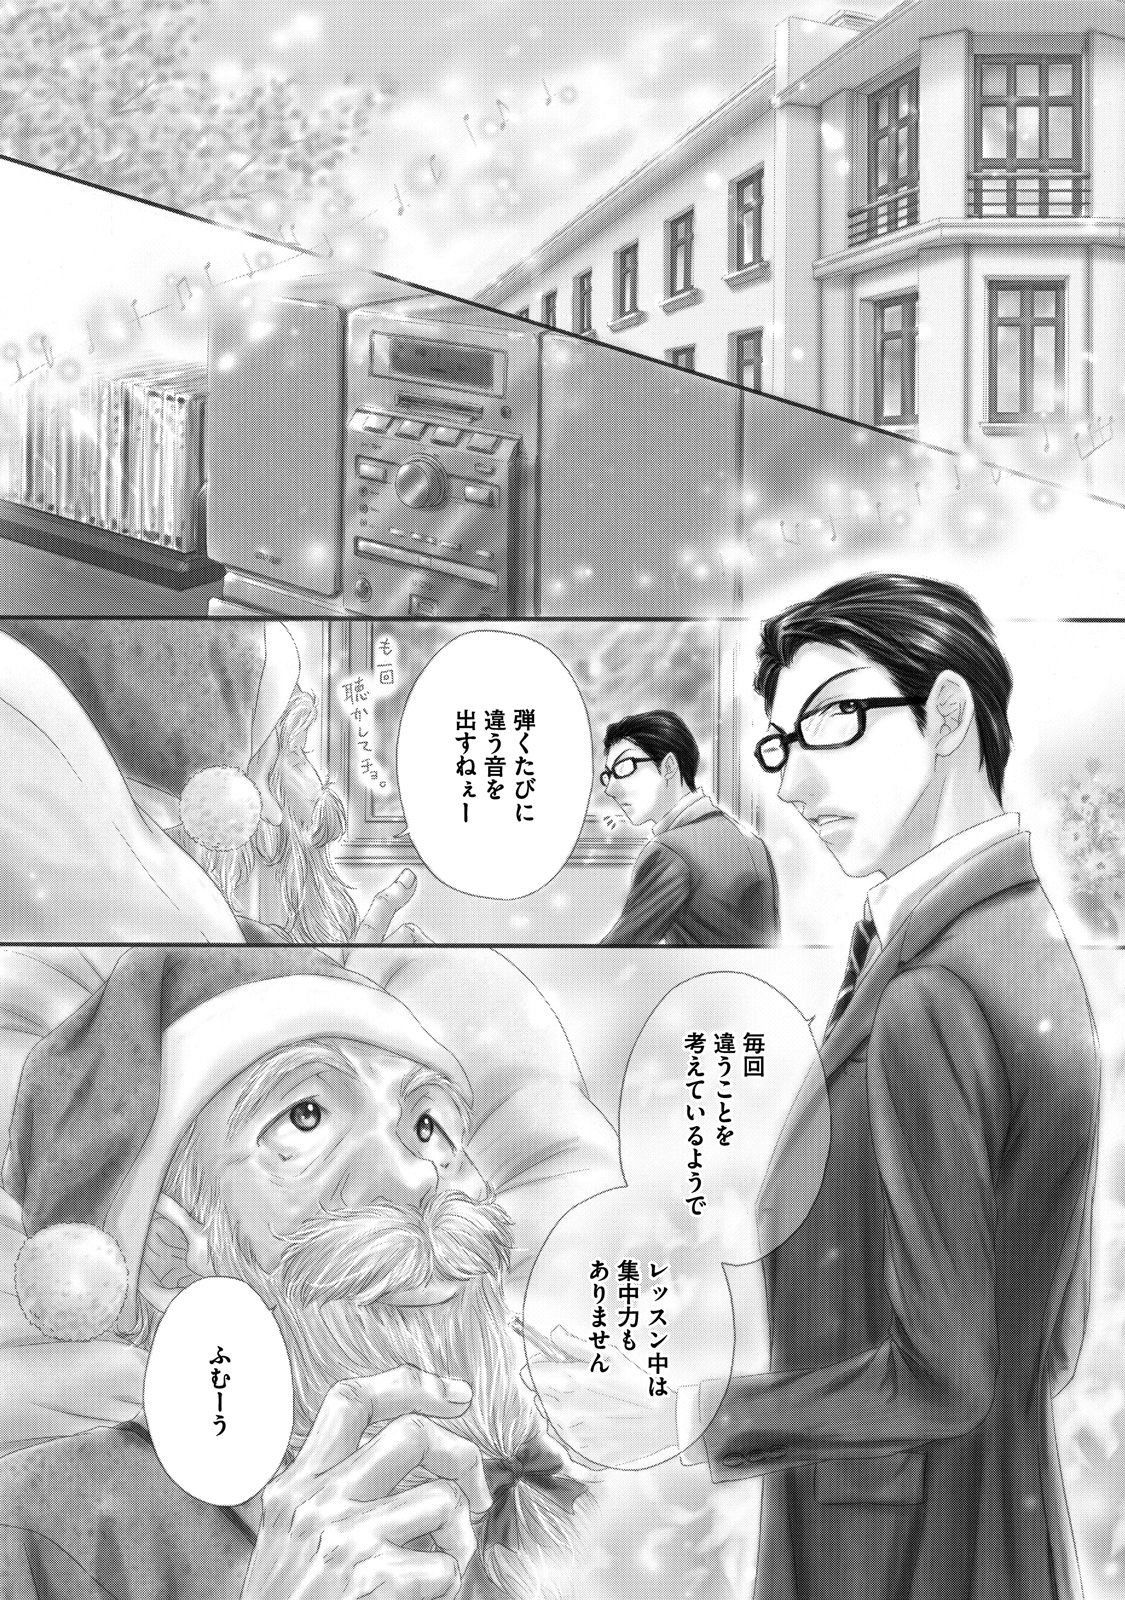 弾くたびに
違う音を
出すねぇー
も一回
聴かしてチョ。
毎回
違うことを
考えているようで
レッスン中は
集中力も
ありません
ふむーう